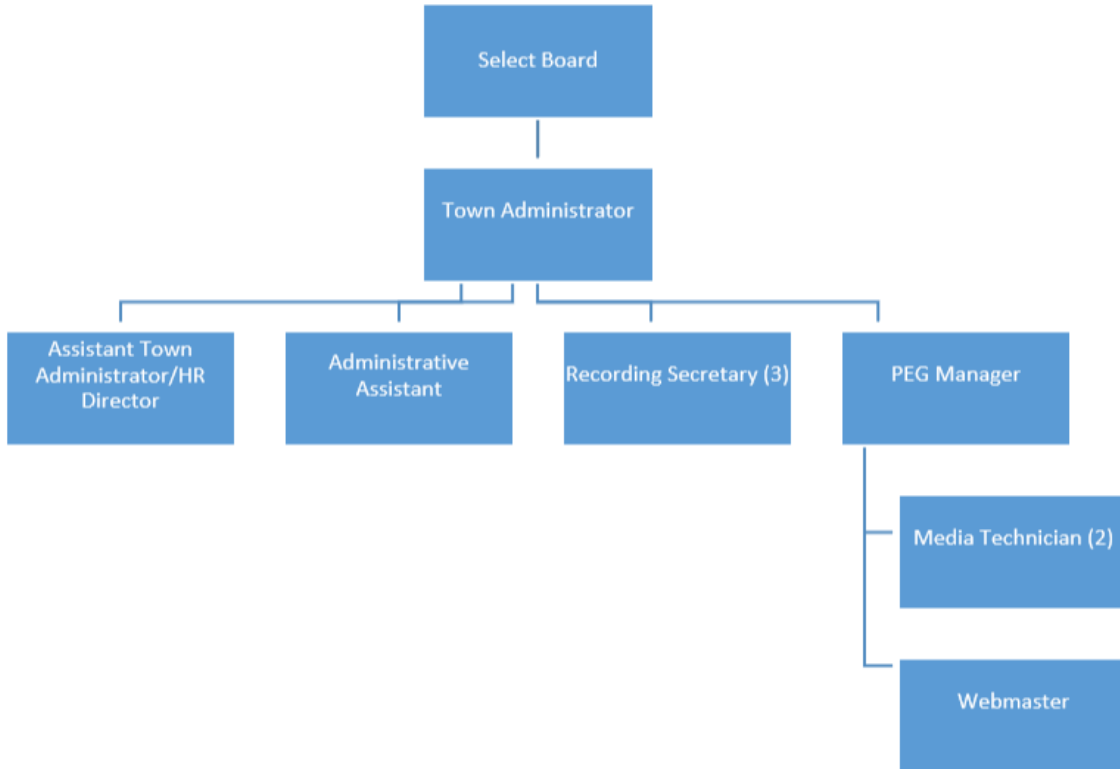 Select Board
Town Administrator
Assistant Town
Administrator/HR
Director
Administrative
Assistant
Recording Secretary (3)
PEG Manager
Media Technician (2)
Webmaster